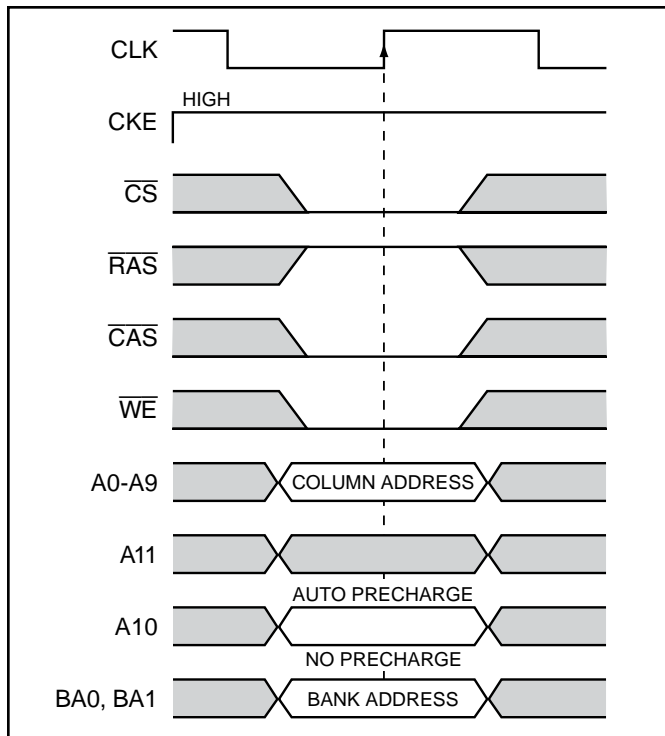 CLK
HIGH
CKE
CS
RAS
CAS
WE
A0-A9 COLUMN ADDRESS
A11
AUTO PRECHARGE
A10
NO PRECHARGE
BA0, BA1 BANK ADDRESS